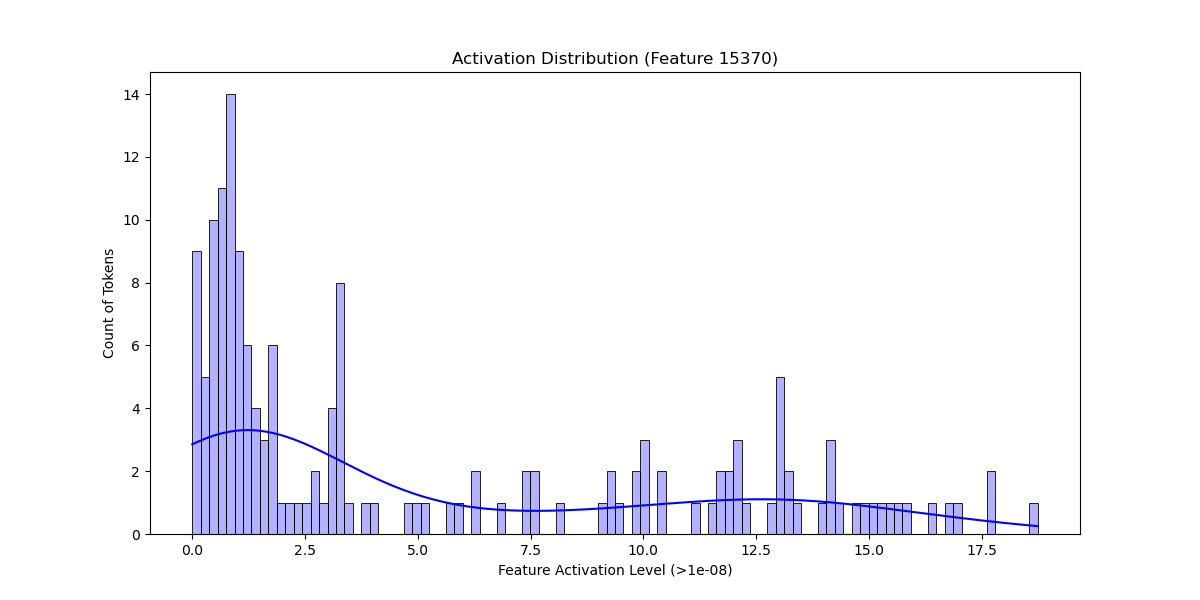 Activation Distribution (Feature 15370)
14
12
10
8
6
4
2
0
Count of Tokens
0.0 2.5 5.0 7.5 10.0 12.5 15.0 17.5
Feature Activation Level (>1e-08)